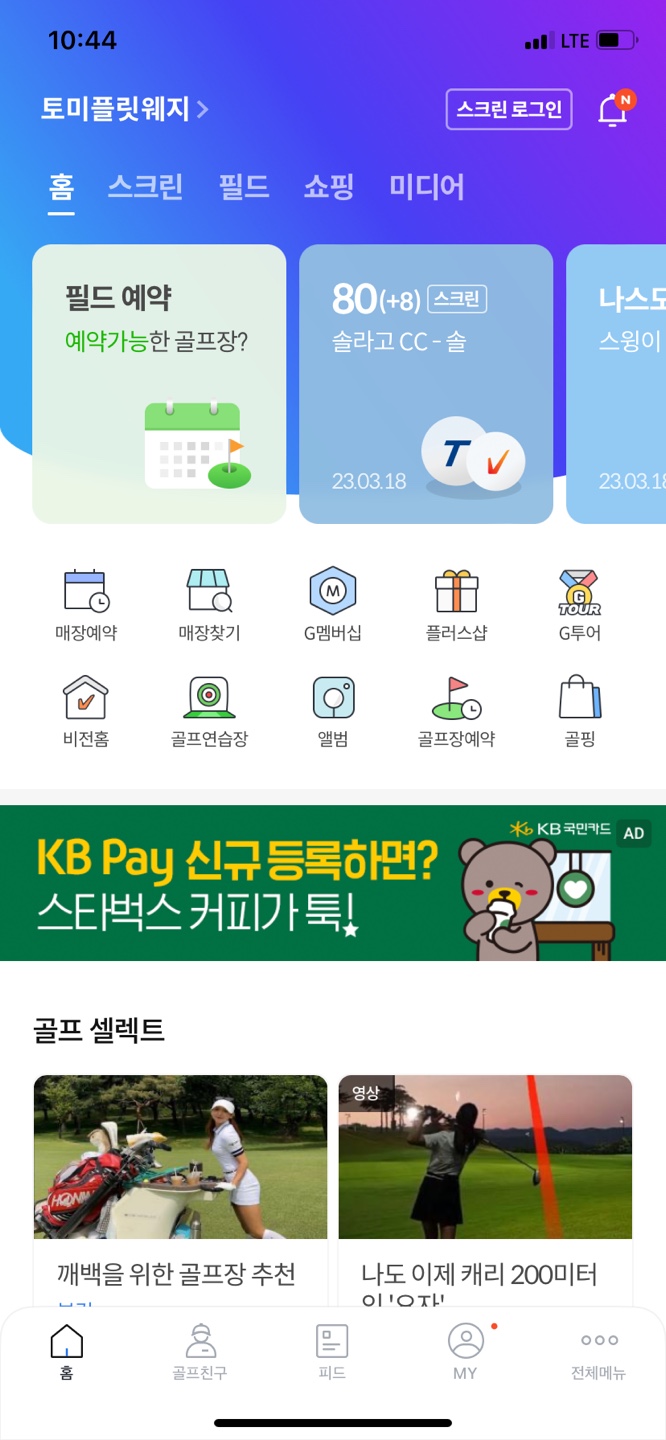 10:44
LTE
토미플릿웨지
스크린 로그인
N
홈 스크린 필드 쇼핑 미디어
필드 예약
예약가능한 골프장?
80(+8) 스크린
솔라고 CC - 솔
T
23.03.18
나스모
스윙이
23.03.18
매장예약 매장찾기 G멤버십 플러스샵 G투어
M
G
TOUR
비전홈 골프연습장 앨범 골프장예약 골핑
KB국민카드
AD
KB Pay 신규 등록하면?
스타벅스 커피가 툭!
골프 셀렉트
영상
HONMA
깨백을 위한 골프장 추천
나도 이제 캐리 200미터
홈 골프친구 피드 MY 전체메뉴